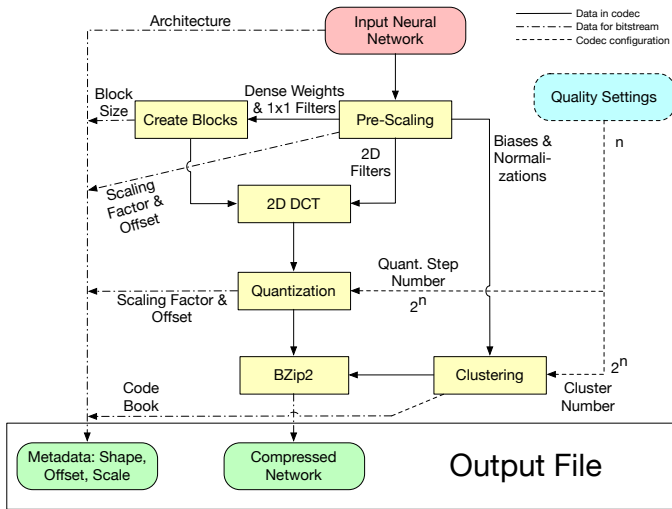 Architecture
Input Neural
Network
Data in codec
Data for bitstream
Codec configuration
Block
Size
Dense Weights
& 1x1 Filters
Create Blocks
Pre-Scaling
Quality Settings
n
Biases &
Normali-
zations
2D
Filters
Scaling
Factor &
Offset
2D DCT
Quant. Step
Number
2^n
Quantization
Scaling Factor &
Offset
BZip2
Clustering
2^n
Cluster
Number
Code
Book
Metadata: Shape,
Offset, Scale
Compressed
Network
Output File